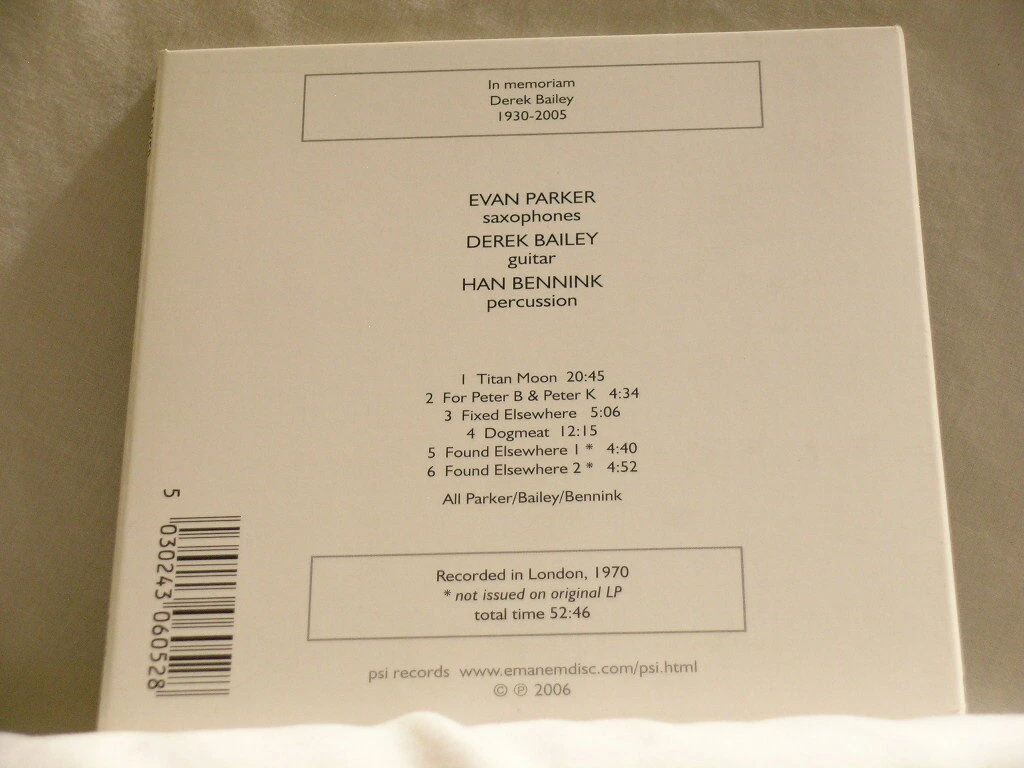 In memoriam
Derek Bailey
1930-2005
EVAN PARKER
saxophones
DEREK BAILEY
guitar
HAN BENNINK
percussion
1 Titan Moon 20:45
2 For Peter B & Peter K 4:34
3 Fixed Elsewhere 5:06
4 Dogmeat 12:15
5 Found Elsewhere 1 * 4:40
6 Found Elsewhere 2 * 4:52
All Parker/Bailey/Bennink
5 030243 060528
Recorded in London, 1970
* not issued on original LP
total time 52:46
psi records www.emanemdisc.com/psi.html
© ℗ 2006